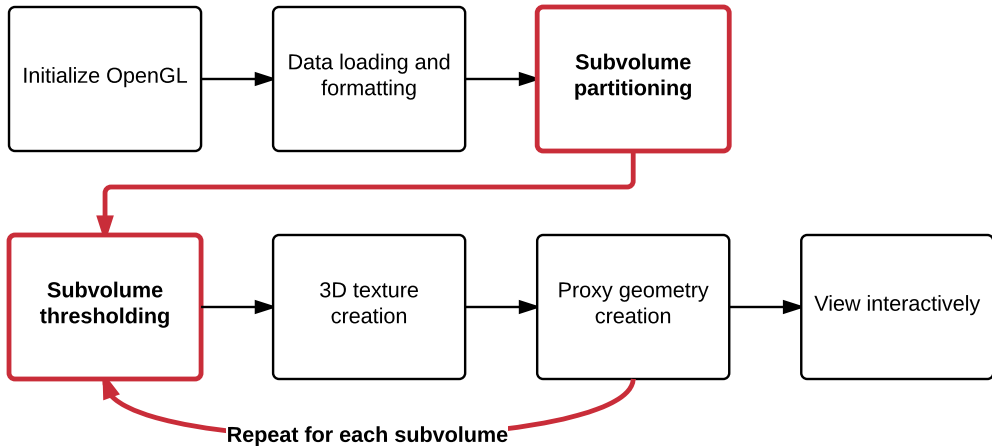 Initialize OpenGL
Data loading and
formatting
Subvolume
partitioning
Subvolume
thresholding
3D texture
creation
Proxy geometry
creation
View interactively
Repeat for each subvolume